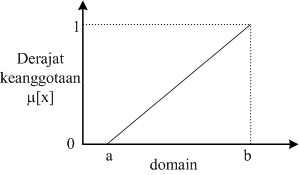 1
Derajat
keanggotaan
μ[x]
0
a
b
domain